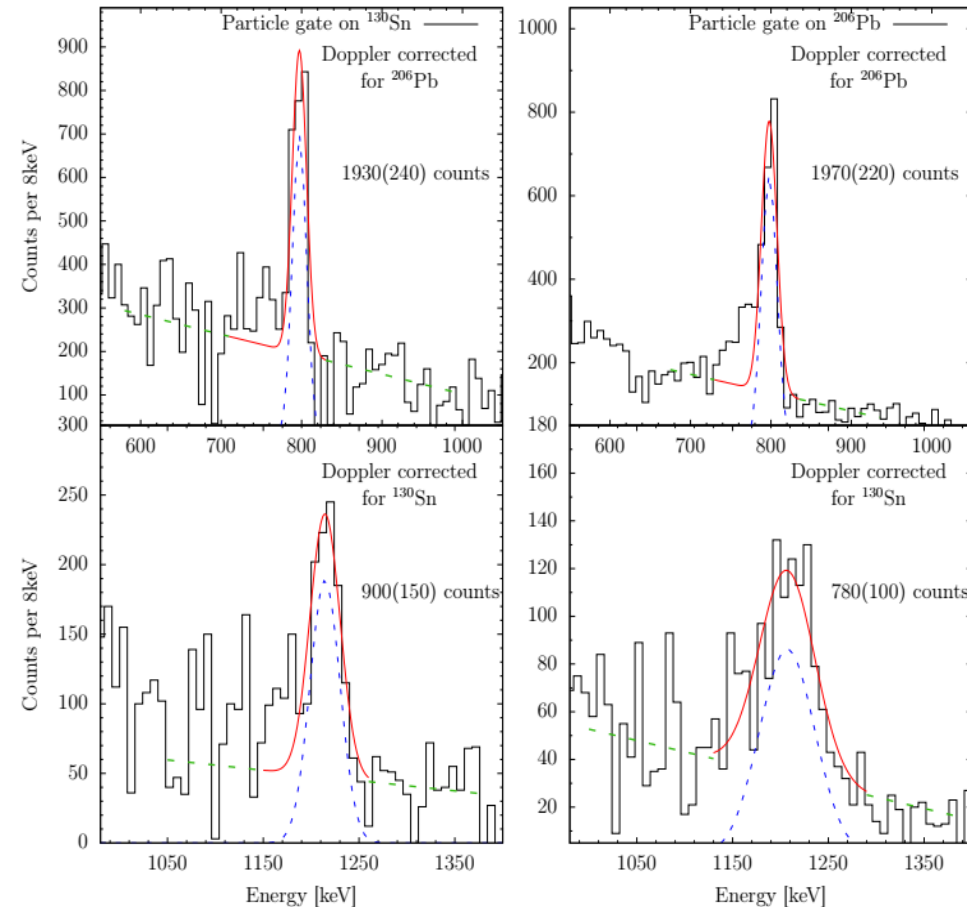 Particle gate on ¹³⁰Sn
Doppler corrected
for ²⁰⁶Pb
1930(240) counts
Counts per 8keV
900
800
700
600
500
400
300
200
100
300
600
700
800
900
1000
Particle gate on ²⁰⁶Pb
Doppler corrected
for ²⁰⁶Pb
1970(220) counts
1000
800
600
400
200
180
600
700
800
900
1000
Doppler corrected
for ¹³⁰Sn
900(150) counts
Counts per 8keV
250
200
150
100
50
0
1050
1150
1250
1350
Energy [keV]
Doppler corrected
for ¹³⁰Sn
780(100) counts
160
140
120
100
80
60
40
20
1050
1150
1250
1350
Energy [keV]